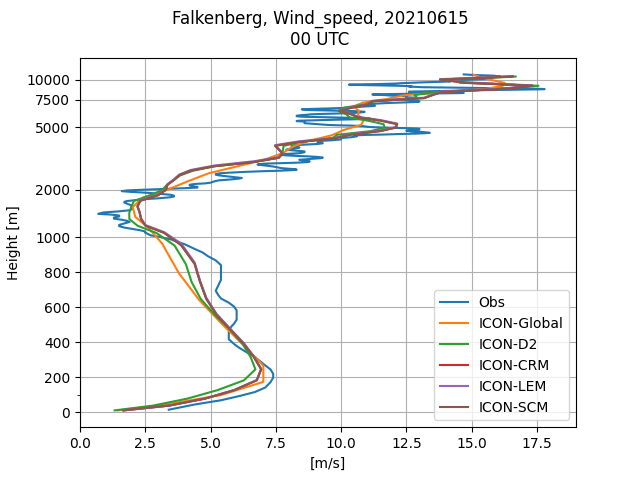 Falkenberg, Wind_speed, 20210615
00 UTC
Height [m]
10000
7500
5000
2000
1000
800
600
400
200
0
0.0 2.5 5.0 7.5 10.0 12.5 15.0 17.5
[m/s]
Obs
ICON-Global
ICON-D2
ICON-CRM
ICON-LEM
ICON-SCM